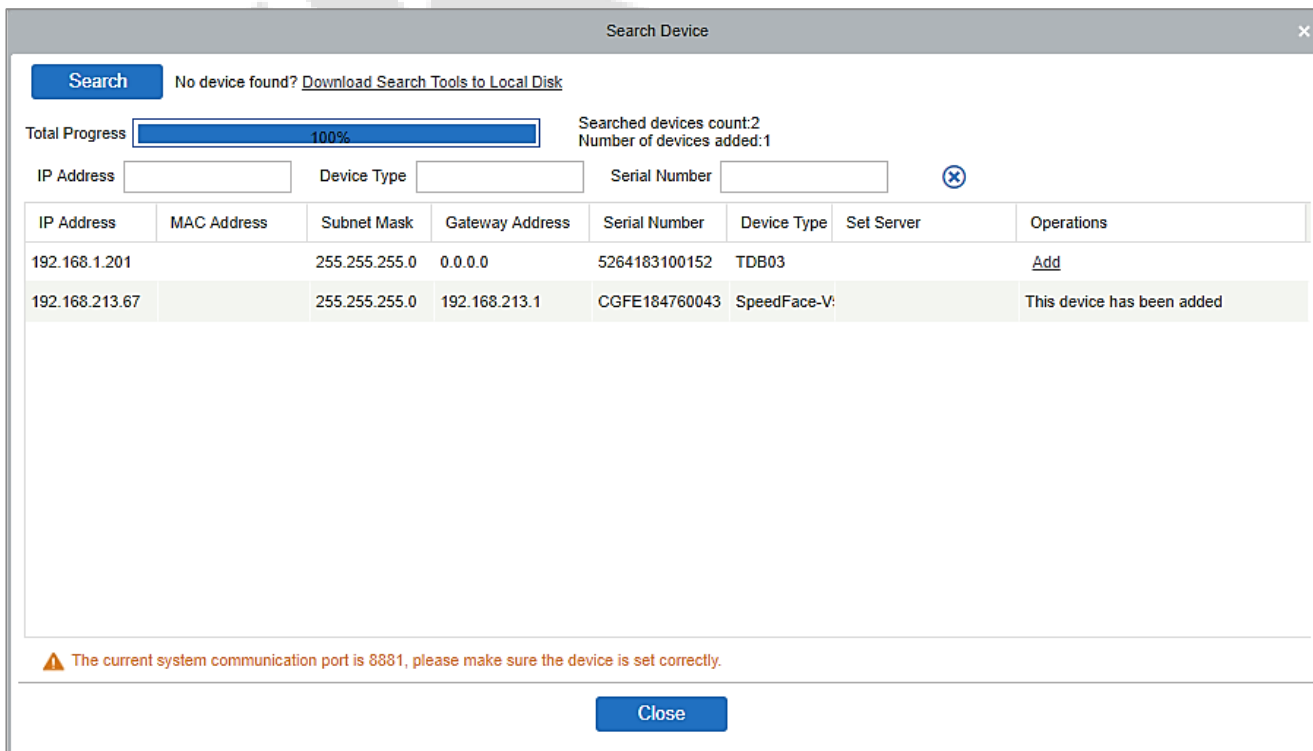 Search Device
Search No device found? Download Search Tools to Local Disk
Total Progress 100% Searched devices count:2
Number of devices added:1
IP Address Device Type Serial Number
IP Address MAC Address Subnet Mask Gateway Address Serial Number Device Type Set Server Operations
192.168.1.201 255.255.255.0 0.0.0.0 5264183100152 TDB03 Add
192.168.213.67 255.255.255.0 192.168.213.1 CGFE184760043 SpeedFace-V This device has been added
The current system communication port is 8881, please make sure the device is set correctly.
Close